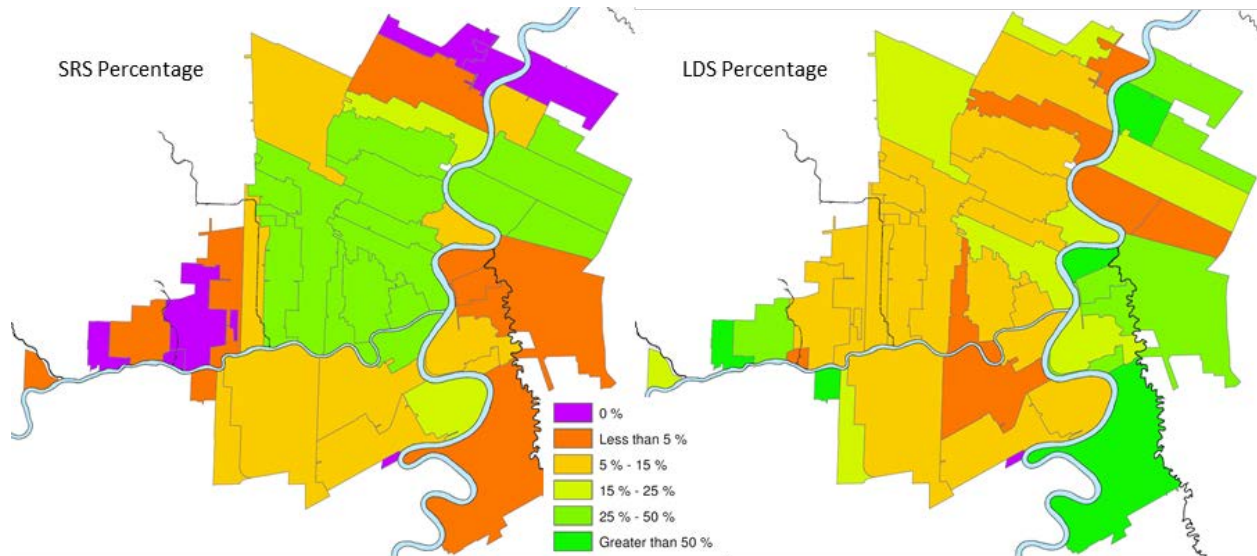 SRS Percentage
LDS Percentage
0 %
Less than 5 %
5 % - 15 %
15 % - 25 %
25 % - 50 %
Greater than 50 %